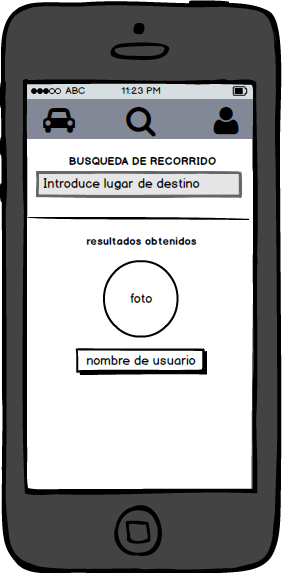 ABC 11:23 PM
BUSQUEDA DE RECORRIDO
Introduce lugar de destino
resultados obtenidos
foto
nombre de usuario